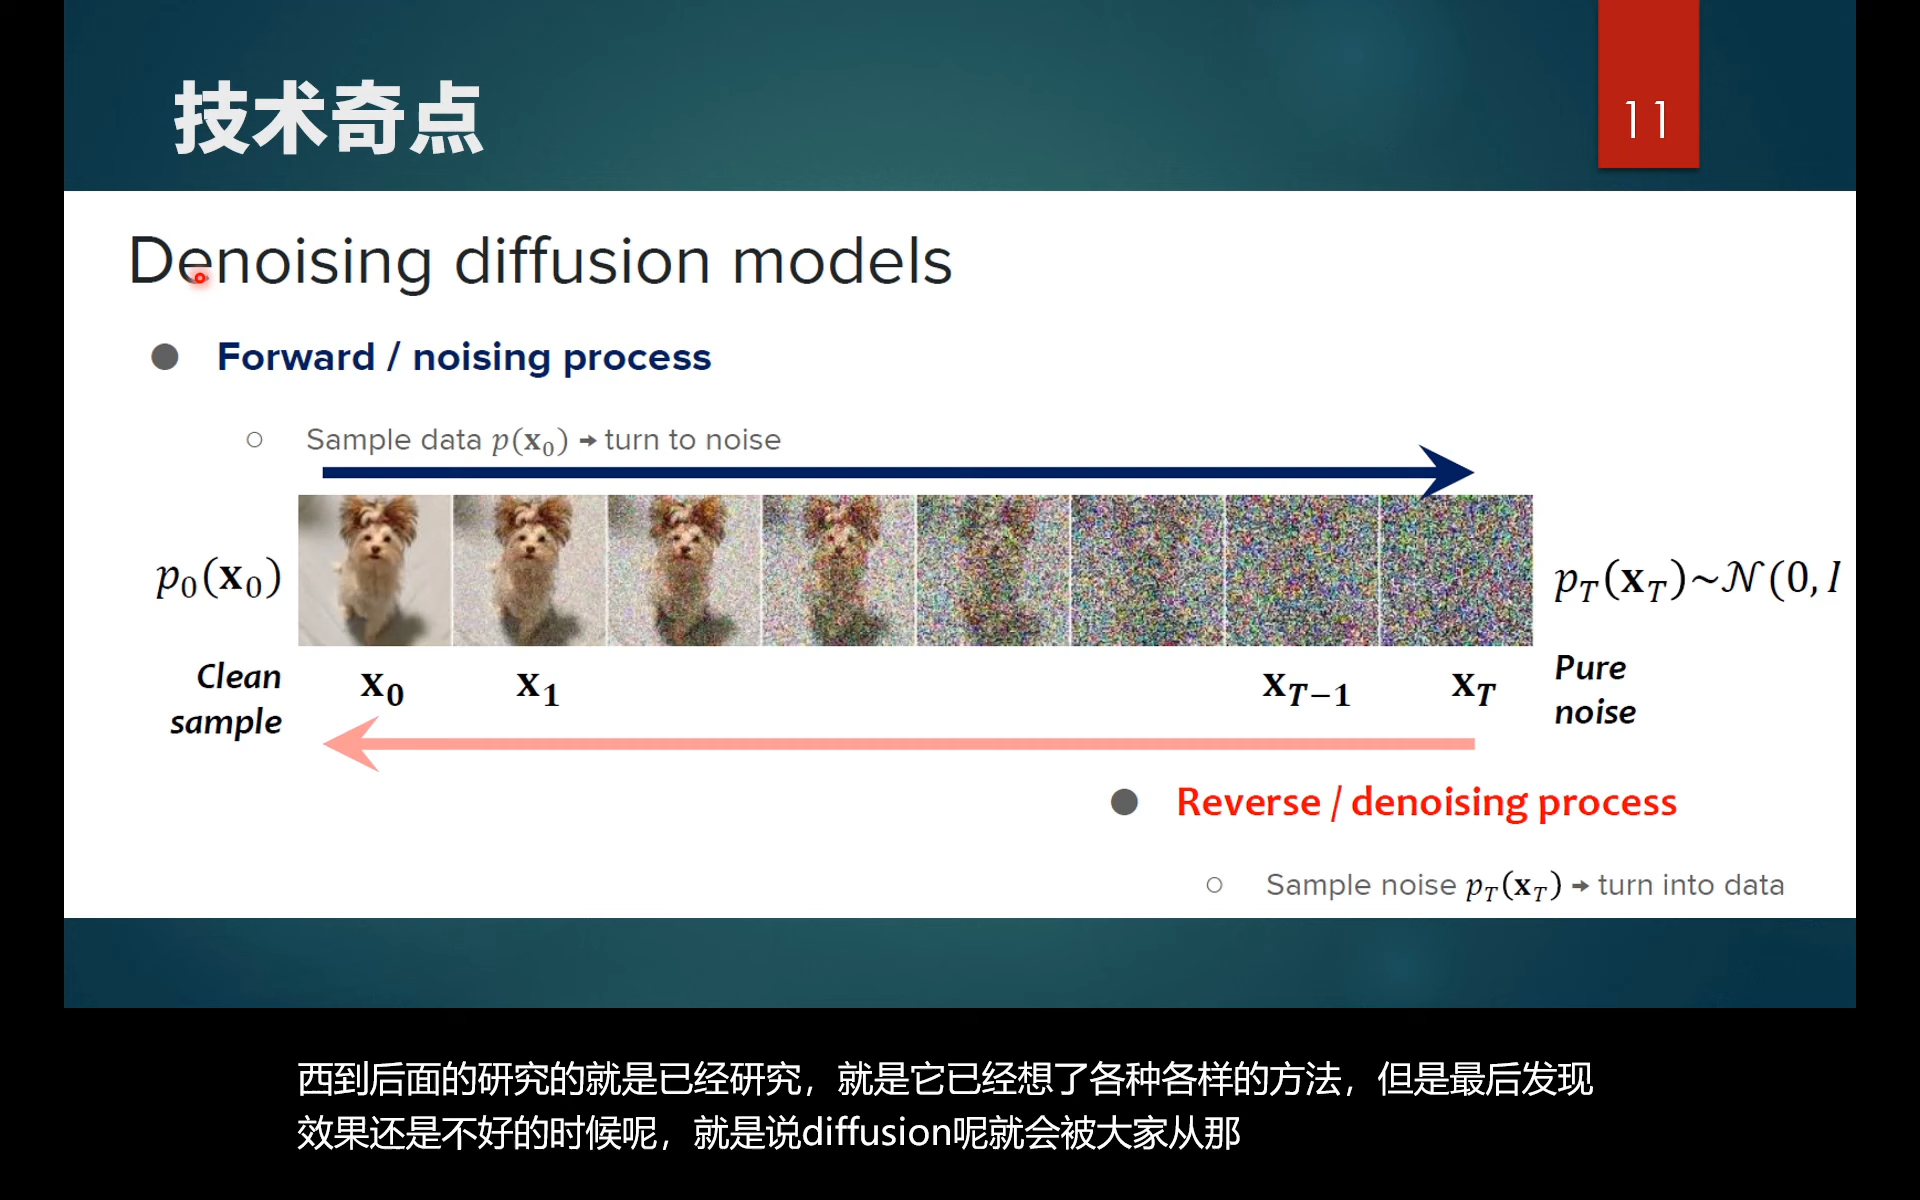 技术奇点
11
Denoising diffusion models
● Forward / noising process
○ Sample data p(x₀) → turn to noise
p₀(x₀)
p_T(x_T)~𝒩(0, I
Clean
sample
x₀ x₁ x_{T−1} x_T
Pure
noise
● Reverse / denoising process
○ Sample noise p_T(x_T) → turn into data
西到后面的研究的就是已经研究，就是它已经想了各种各样的方法，但是最后发现
效果还是不好的时候呢，就是说diffusion呢就会被大家从那